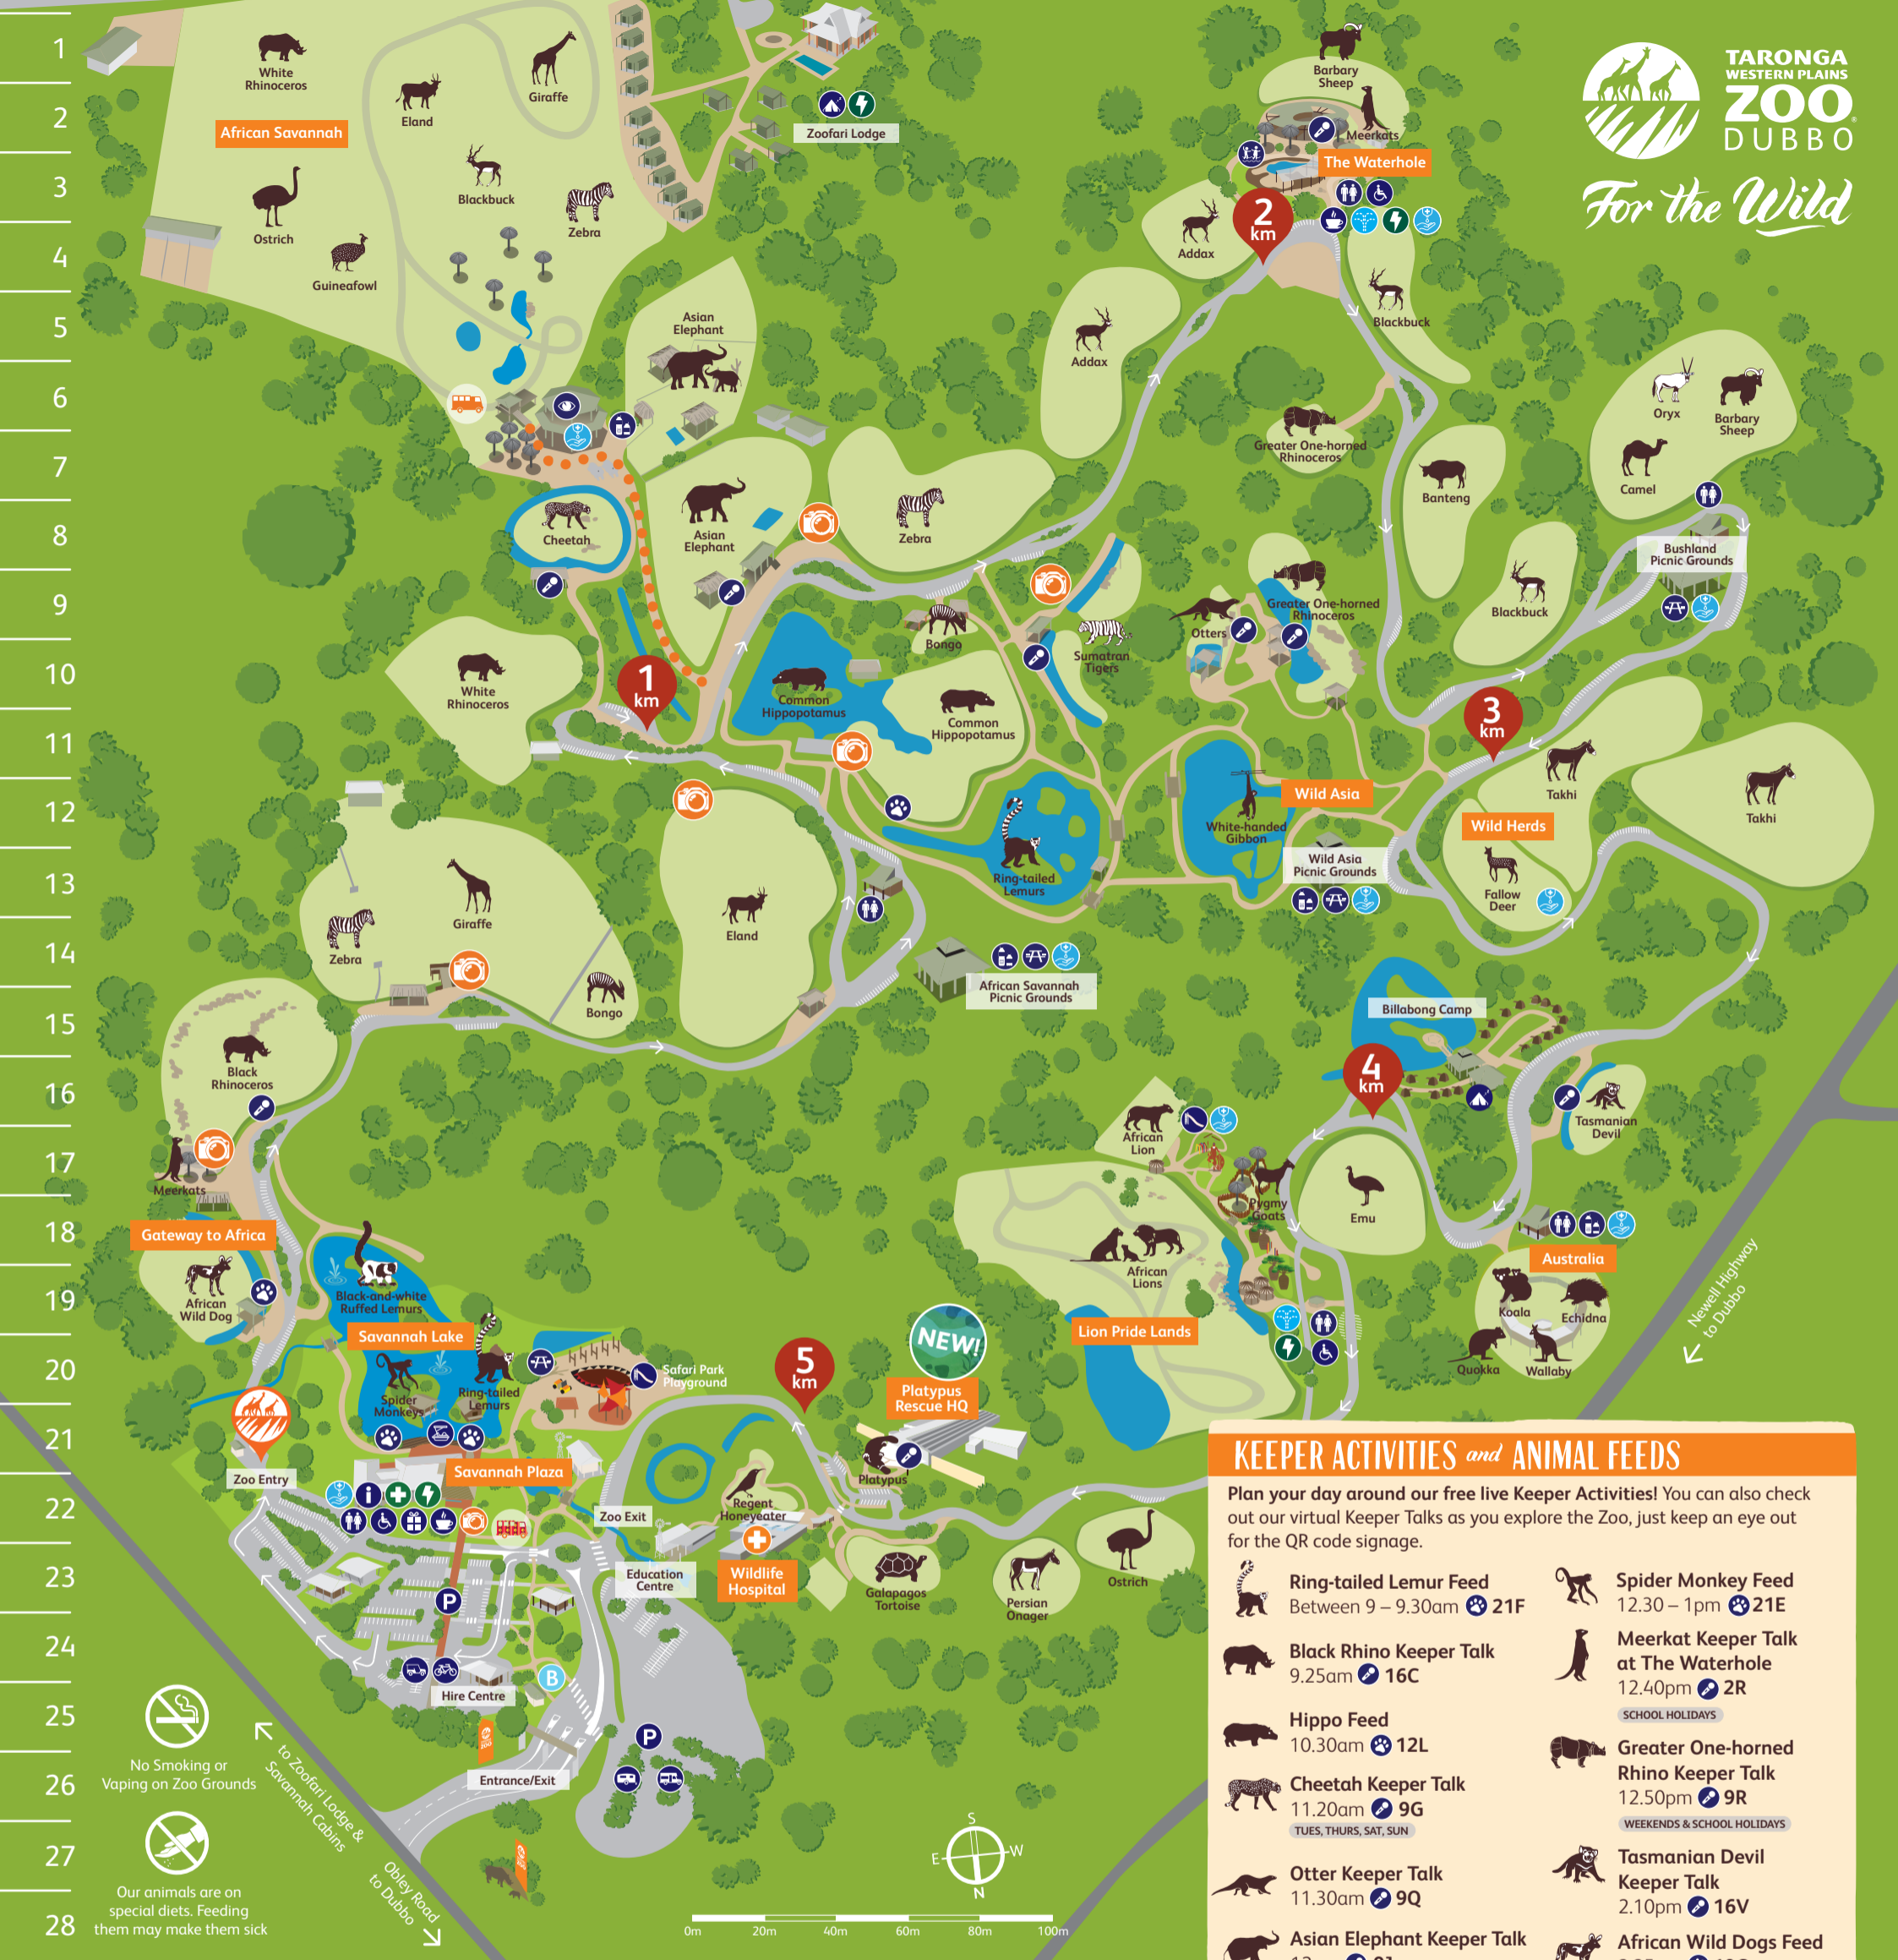 1
2
3
4
5
6
7
8
9
10
11
12
13
14
15
16
17
18
19
20
21
22
23
24
25
26
27
28
TARONGA
WESTERN PLAINS
ZOO
DUBBO
For the Wild
White
Rhinoceros
Eland
Giraffe
African Savannah
Blackbuck
Ostrich
Zebra
Guineafowl
Zoofari Lodge
Barbary
Sheep
Meerkats
The Waterhole
2
km
Addax
Blackbuck
Asian
Elephant
Addax
Greater One-horned
Rhinoceros
Oryx
Barbary
Sheep
Camel
Banteng
Cheetah
Asian
Elephant
Zebra
Bushland
Picnic Grounds
Blackbuck
Greater One-horned
Rhinoceros
Otters
Bongo
Sumatran
Tigers
White
Rhinoceros
1
km
Common
Hippopotamus
Common
Hippopotamus
3
km
Takhi
Takhi
Wild Asia
White-handed
Gibbon
Wild Herds
Wild Asia
Picnic Grounds
Fallow
Deer
Ring-tailed
Lemurs
Giraffe
Zebra
Eland
Bongo
African Savannah
Picnic Grounds
Billabong Camp
Black
Rhinoceros
4
km
Tasmanian
Devil
African
Lion
Meerkats
Pygmy
Goats
Emu
Gateway to Africa
African
Lions
Australia
African
Wild Dog
Black-and-white
Ruffed Lemurs
Koala
Echidna
Quokka
Wallaby
Newell Highway
to Dubbo
Savannah Lake
Spider
Monkeys
Ring-tailed
Lemurs
Safari Park
Playground
5
km
NEW!
Platypus
Rescue HQ
Lion Pride Lands
Zoo Entry
Savannah Plaza
Platypus
Regent
Honeyeater
Zoo Exit
Education
Centre
Wildlife
Hospital
Galapagos
Tortoise
Persian
Onager
Ostrich
P
Hire Centre
B
P
Entrance/Exit
No Smoking or
Vaping on Zoo Grounds
Our animals are on
special diets. Feeding
them may make them sick
to Zoofari Lodge &
Savannah Cabins
Obley Road
to Dubbo
S
E
W
N
0m 20m 40m 60m 80m 100m
KEEPER ACTIVITIES and ANIMAL FEEDS
Plan your day around our free live Keeper Activities! You can also check
out our virtual Keeper Talks as you explore the Zoo, just keep an eye out
for the QR code signage.
Ring-tailed Lemur Feed
Between 9 – 9.30am 21F
Black Rhino Keeper Talk
9.25am 16C
Hippo Feed
10.30am 12L
Cheetah Keeper Talk
11.20am 9G
TUES, THURS, SAT, SUN
Otter Keeper Talk
11.30am 9Q
Asian Elephant Keeper Talk
Spider Monkey Feed
12.30 – 1pm 21E
Meerkat Keeper Talk
at The Waterhole
12.40pm 2R
SCHOOL HOLIDAYS
Greater One-horned
Rhino Keeper Talk
12.50pm 9R
WEEKENDS & SCHOOL HOLIDAYS
Tasmanian Devil
Keeper Talk
2.10pm 16V
African Wild Dogs Feed